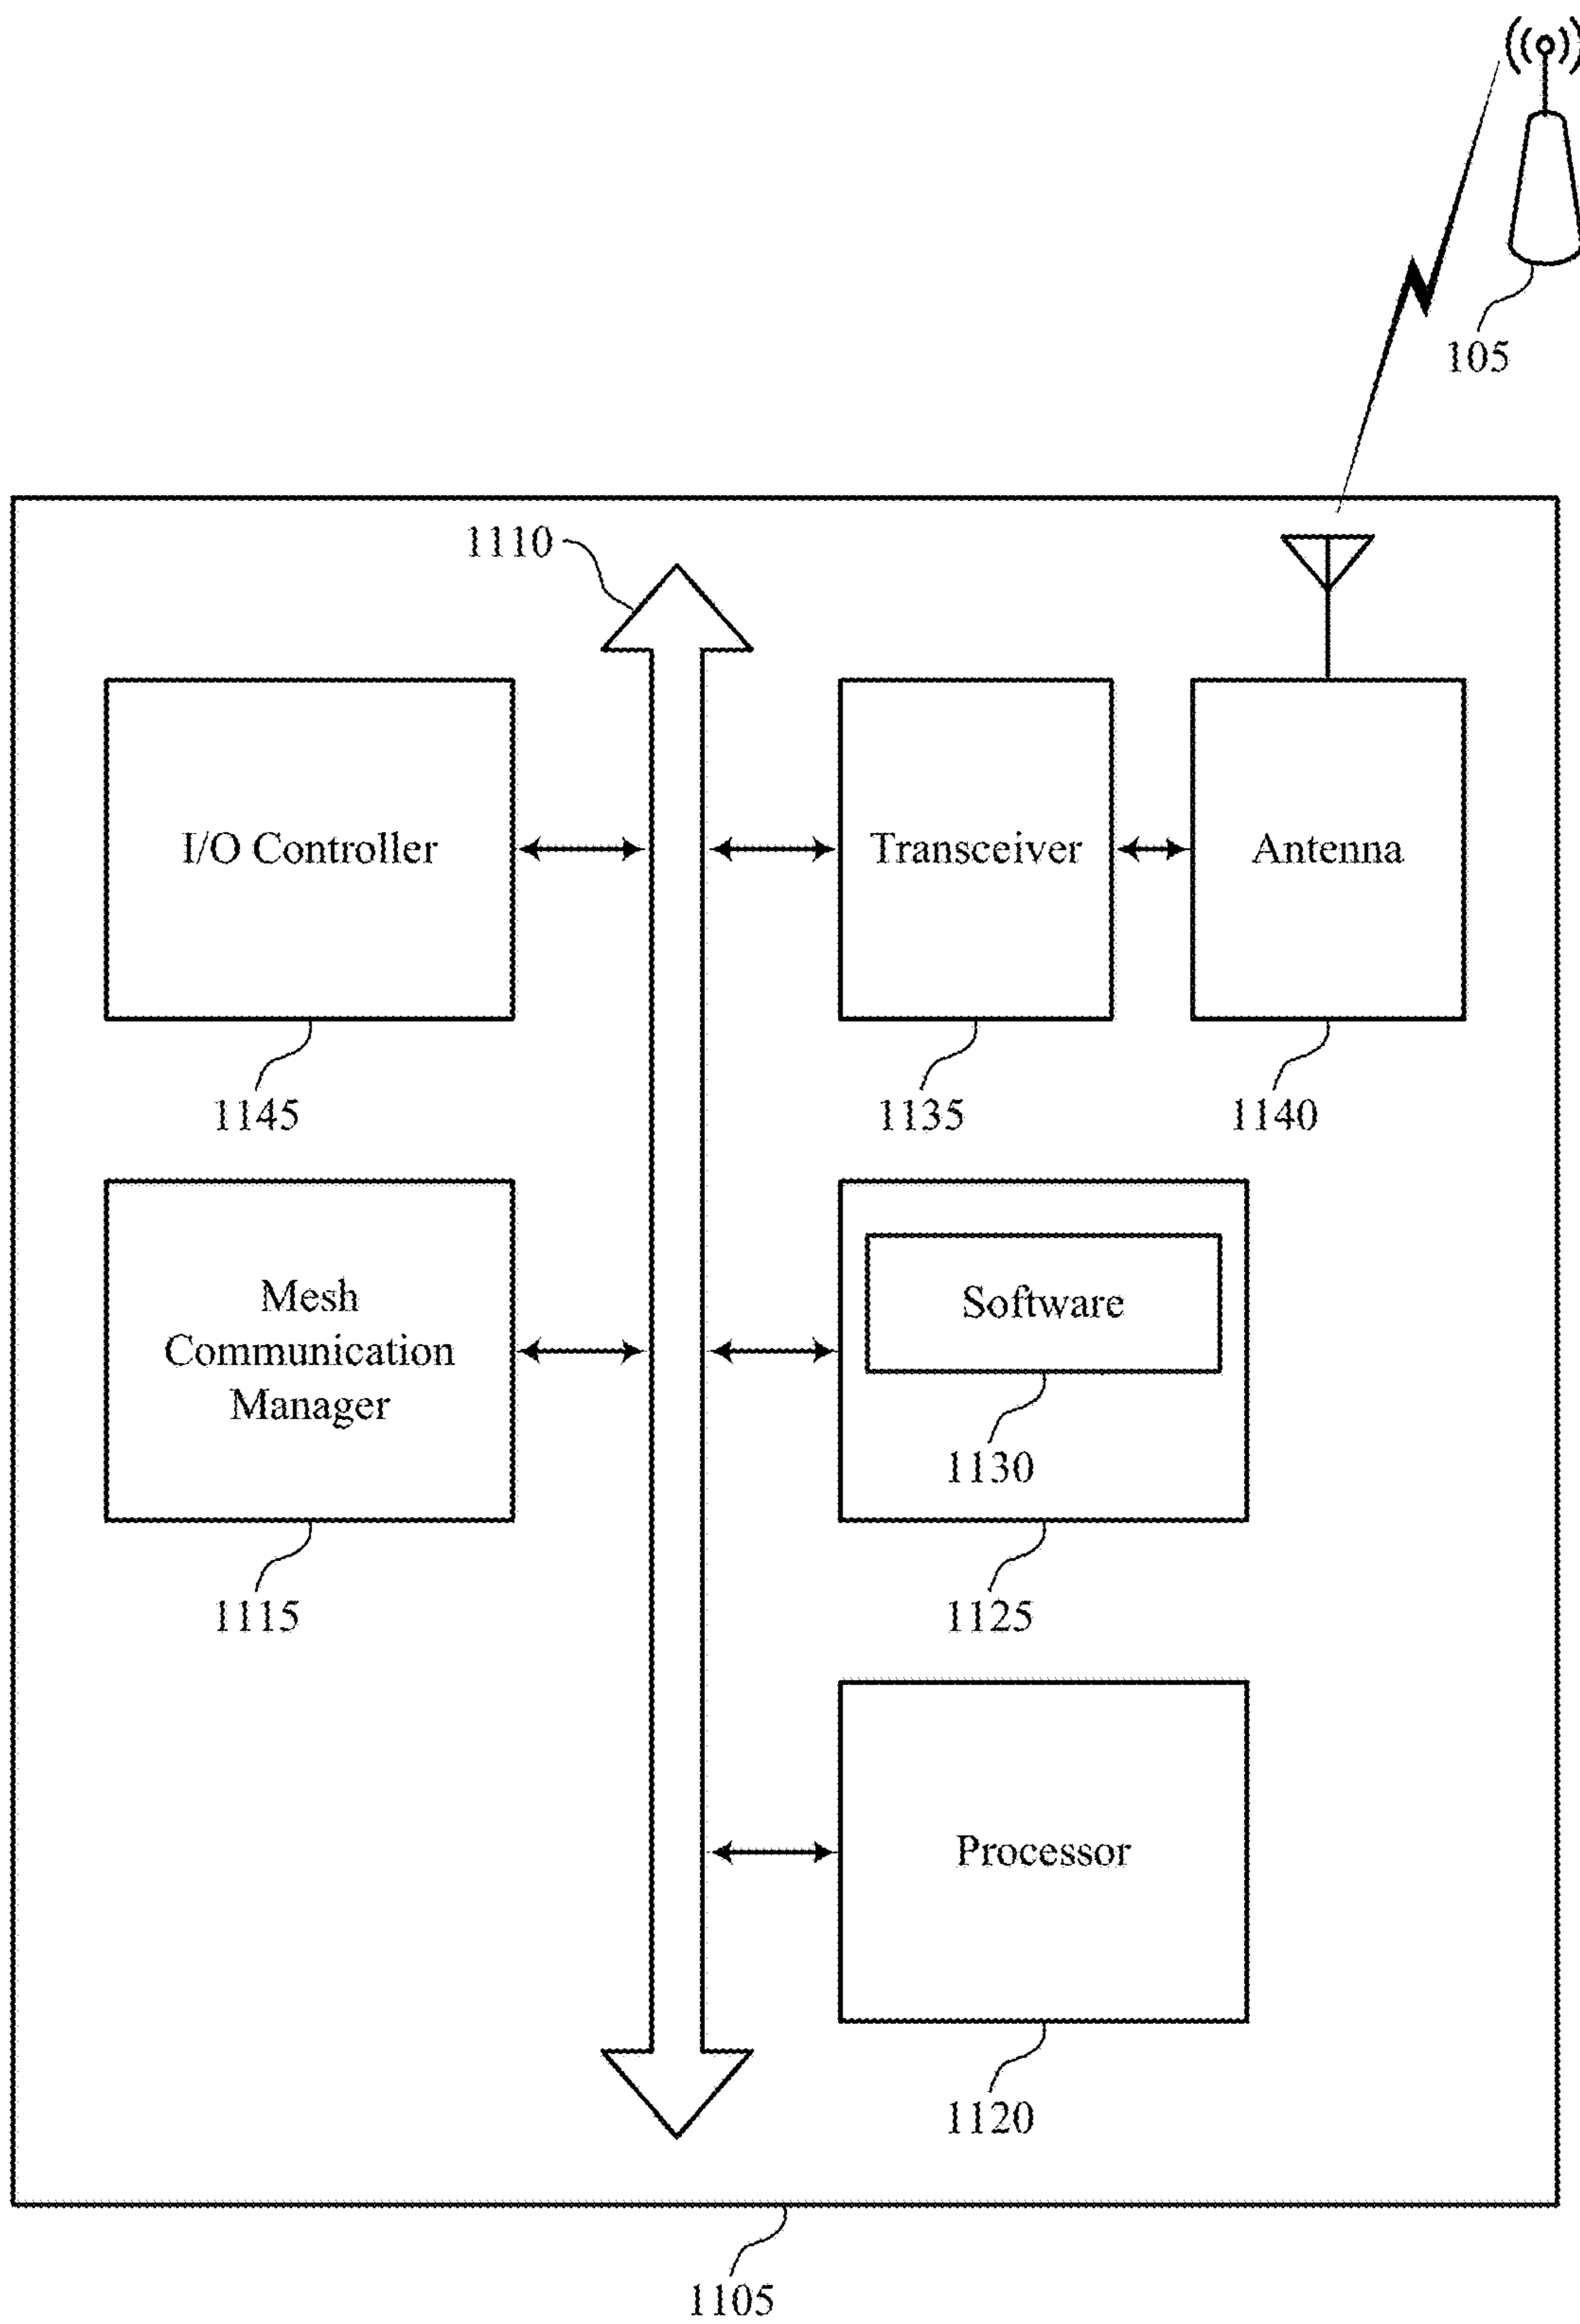 105
1110
I/O Controller
Transceiver
Antenna
1145
1135
1140
Mesh
Communication
Manager
Software
1130
1115
1125
Processor
1120
1105